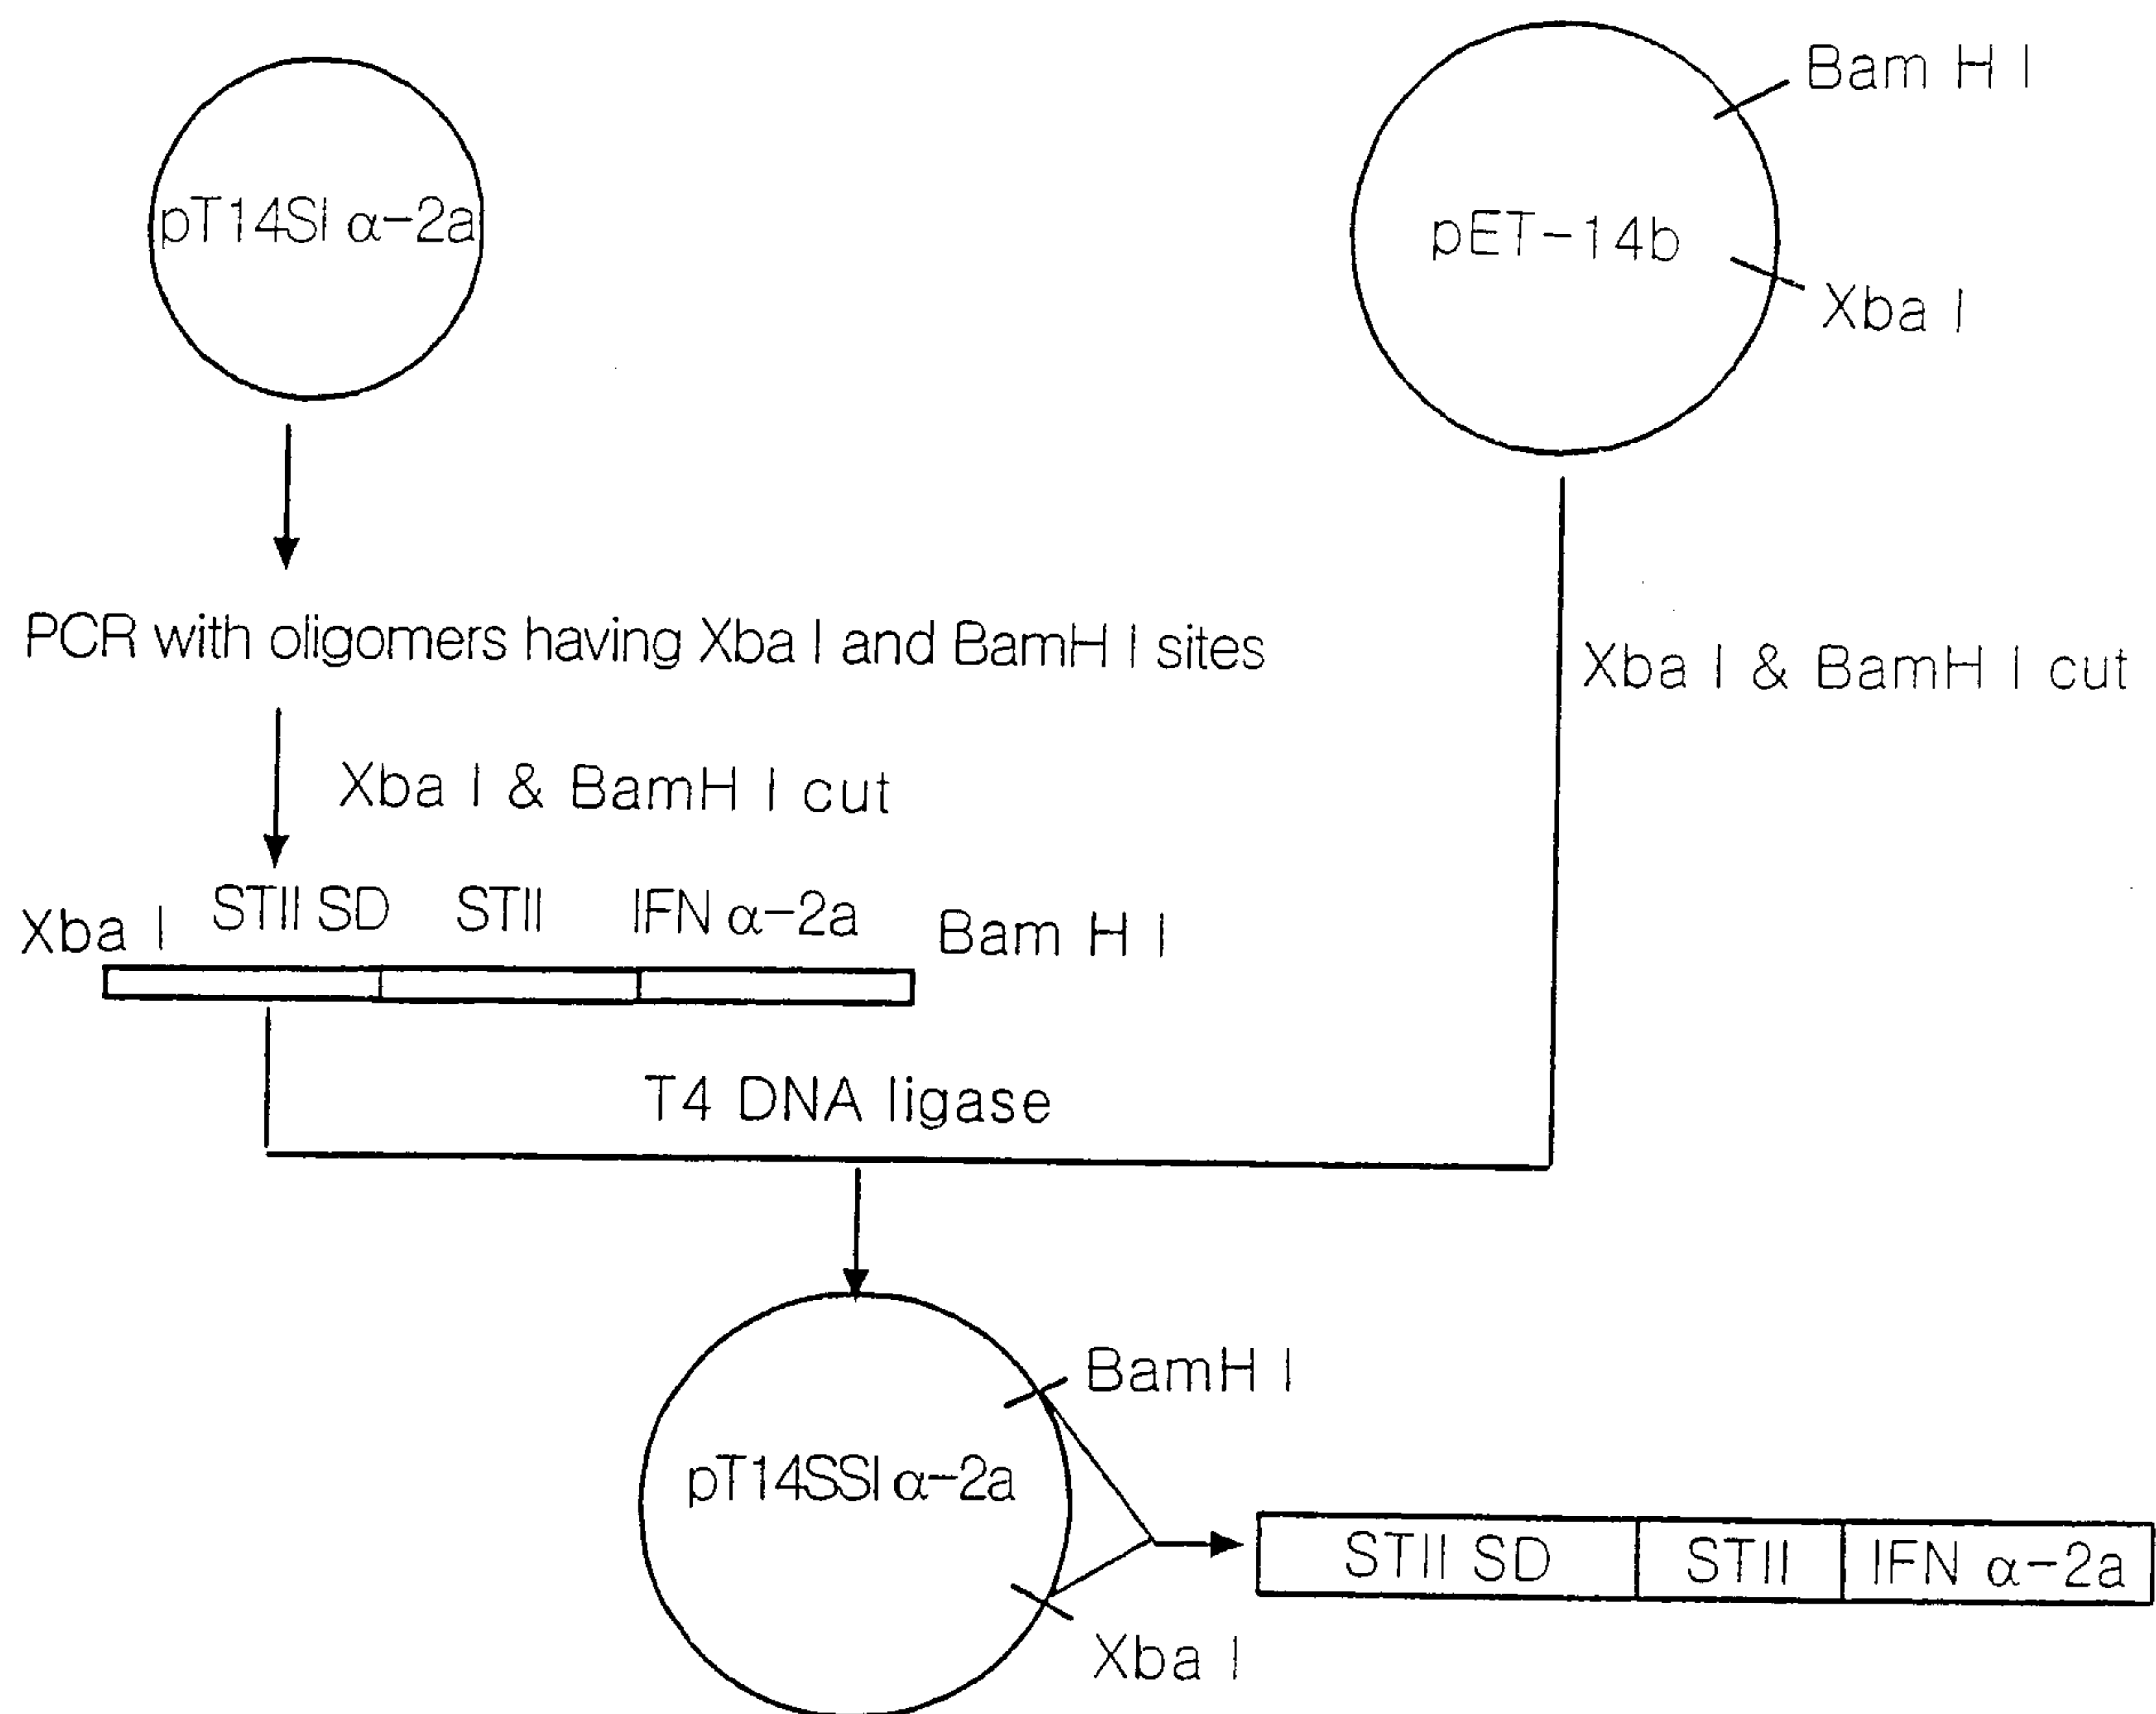 Bam H I
pT14SI α-2a
pET-14b
Xba I
PCR with oligomers having Xba I and BamH I sites
Xba I & BamH I cut
Xba I & BamH I cut
Xba I
STII SD
STII
IFN α-2a
Bam H I
T4 DNA ligase
BamH I
pT14SSI α-2a
STII SD
STII
IFN α-2a
Xba I